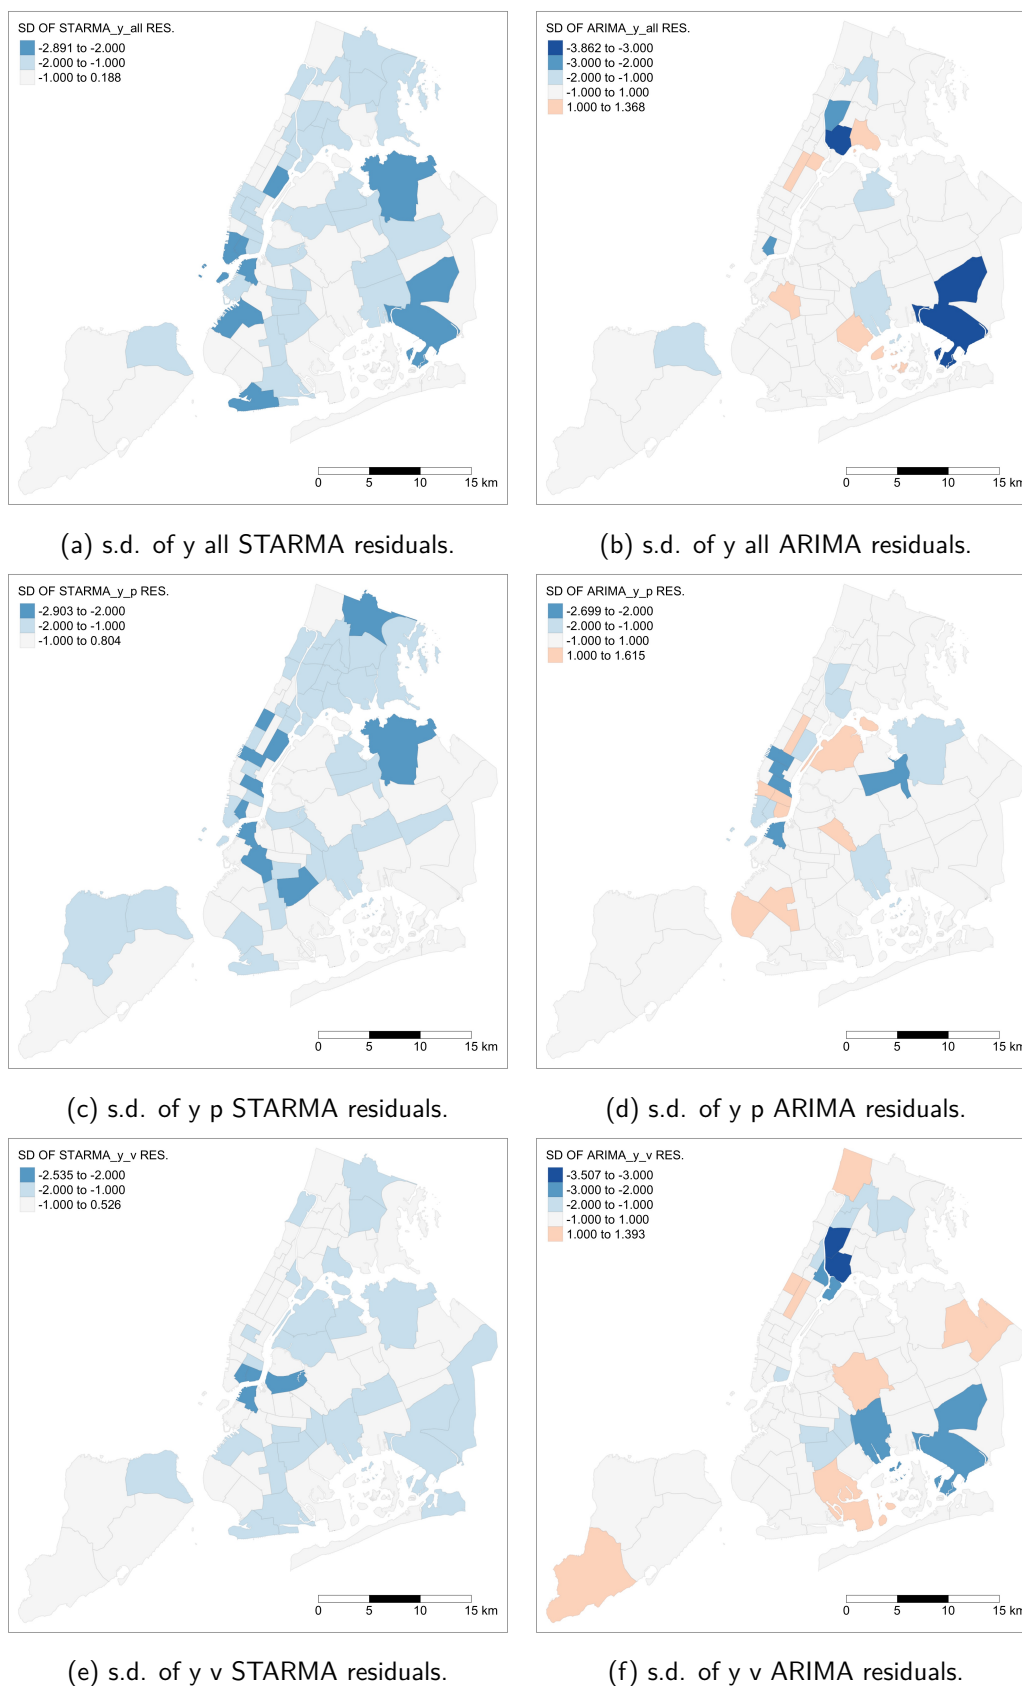 SD OF STARMA_y_all RES.
-2.891 to -2.000
-2.000 to -1.000
-1.000 to 0.188
0 5 10 15 km
(a) s.d. of y all STARMA residuals.
SD OF ARIMA_y_all RES.
-3.862 to -3.000
-3.000 to -2.000
-2.000 to -1.000
-1.000 to 1.000
1.000 to 1.368
0 5 10 15 km
(b) s.d. of y all ARIMA residuals.
SD OF STARMA_y_p RES.
-2.903 to -2.000
-2.000 to -1.000
-1.000 to 0.804
0 5 10 15 km
(c) s.d. of y p STARMA residuals.
SD OF ARIMA_y_p RES.
-2.699 to -2.000
-2.000 to -1.000
-1.000 to 1.000
1.000 to 1.615
0 5 10 15 km
(d) s.d. of y p ARIMA residuals.
SD OF STARMA_y_v RES.
-2.535 to -2.000
-2.000 to -1.000
-1.000 to 0.526
0 5 10 15 km
(e) s.d. of y v STARMA residuals.
SD OF ARIMA_y_v RES.
-3.507 to -3.000
-3.000 to -2.000
-2.000 to -1.000
-1.000 to 1.000
1.000 to 1.393
0 5 10 15 km
(f) s.d. of y v ARIMA residuals.